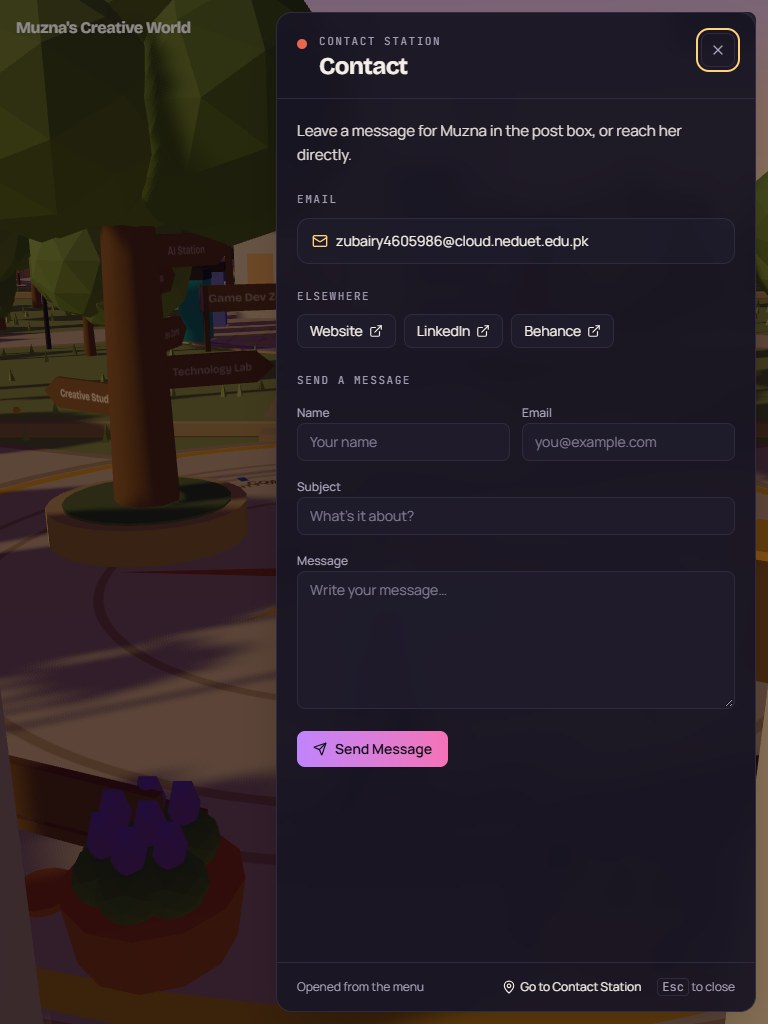 Muzna's Creative World
CONTACT STATION
Contact
Leave a message for Muzna in the post box, or reach her
directly.
EMAIL
zubairy4605986@cloud.neduet.edu.pk
ELSEWHERE
Website
LinkedIn
Behance
SEND A MESSAGE
Name
Email
Your name
you@example.com
Subject
What's it about?
Message
Write your message…
Send Message
Opened from the menu
Go to Contact Station
Esc to close
AI Station
Game Dev Z
Technology Lab
Creative Stud